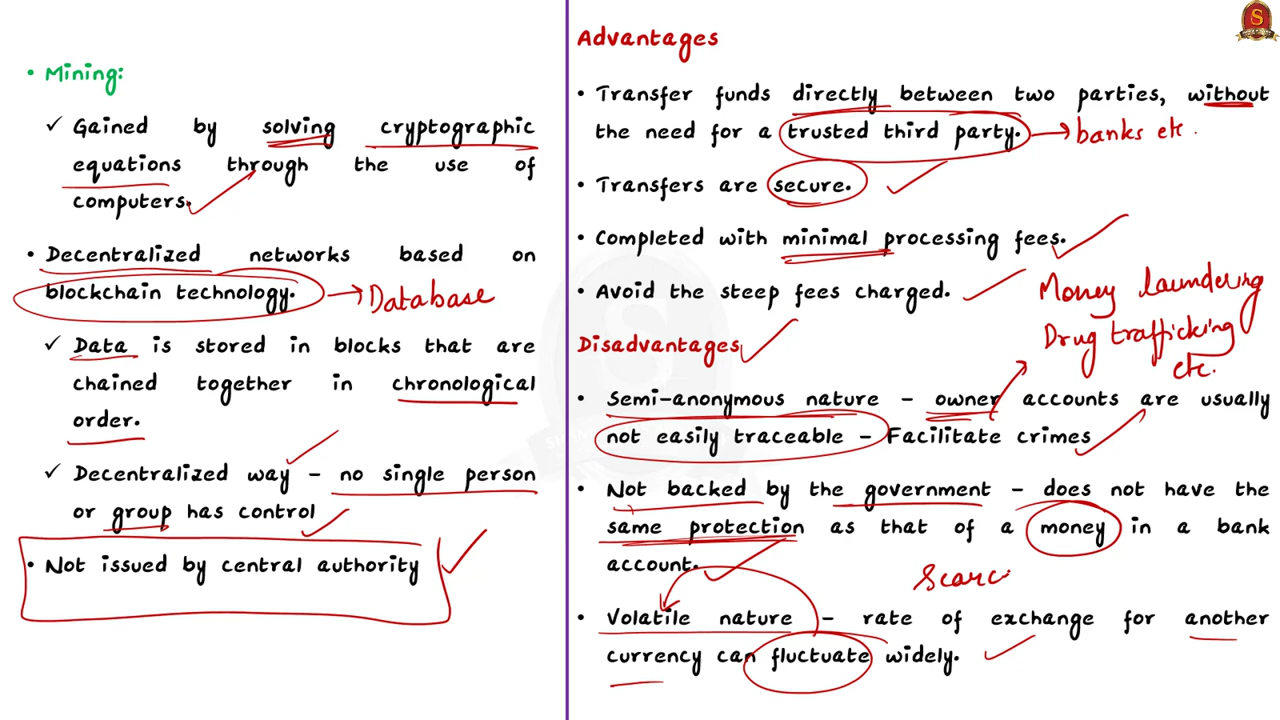 • Mining:
✓ Gained by solving cryptographic
equations through the use of
computers.
• Decentralized networks based on
blockchain technology. → Database
✓ Data is stored in blocks that are
chained together in chronological
order.
✓ Decentralized way – no single person
or group has control
• Not issued by central authority
Advantages
• Transfer funds directly between two parties, without
the need for a trusted third party. → banks etc.
• Transfers are secure.
• Completed with minimal processing fees.
• Avoid the steep fees charged.
Money laundering
Drug trafficking
etc.
Disadvantages
• Semi-anonymous nature – owner accounts are usually
not easily traceable – Facilitate crimes
• Not backed by the government – does not have the
same protection as that of a money in a bank
account.
Scarc
• Volatile nature – rate of exchange for another
currency can fluctuate widely.